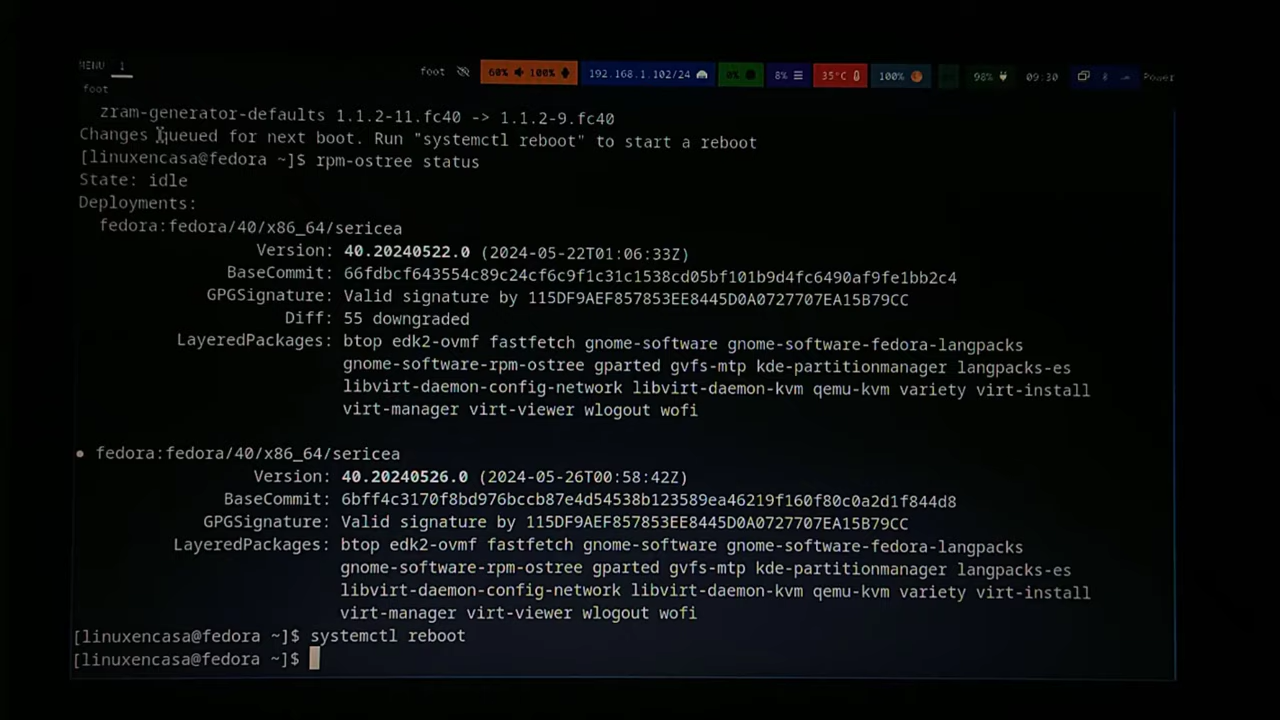 MENU 1 foot 60% 100% 192.168.1.102/24 0% 8% 35°C 100% 98% 09:30 Power
foot
zram-generator-defaults 1.1.2-11.fc40 -> 1.1.2-9.fc40
Changes queued for next boot. Run "systemctl reboot" to start a reboot
[linuxencasa@fedora ~]$ rpm-ostree status
State: idle
Deployments:
fedora:fedora/40/x86_64/sericea
Version: 40.20240522.0 (2024-05-22T01:06:33Z)
BaseCommit: 66fdbcf643554c89c24cf6c9f1c31c1538cd05bf101b9d4fc6490af9fe1bb2c4
GPGSignature: Valid signature by 115DF9AEF857853EE8445D0A0727707EA15B79CC
Diff: 55 downgraded
LayeredPackages: btop edk2-ovmf fastfetch gnome-software gnome-software-fedora-langpacks
gnome-software-rpm-ostree gparted gvfs-mtp kde-partitionmanager langpacks-es
libvirt-daemon-config-network libvirt-daemon-kvm qemu-kvm variety virt-install
virt-manager virt-viewer wlogout wofi
● fedora:fedora/40/x86_64/sericea
Version: 40.20240526.0 (2024-05-26T00:58:42Z)
BaseCommit: 6bff4c3170f8bd976bccb87e4d54538b123589ea46219f160f80c0a2d1f844d8
GPGSignature: Valid signature by 115DF9AEF857853EE8445D0A0727707EA15B79CC
LayeredPackages: btop edk2-ovmf fastfetch gnome-software gnome-software-fedora-langpacks
gnome-software-rpm-ostree gparted gvfs-mtp kde-partitionmanager langpacks-es
libvirt-daemon-config-network libvirt-daemon-kvm qemu-kvm variety virt-install
virt-manager virt-viewer wlogout wofi
[linuxencasa@fedora ~]$ systemctl reboot
[linuxencasa@fedora ~]$